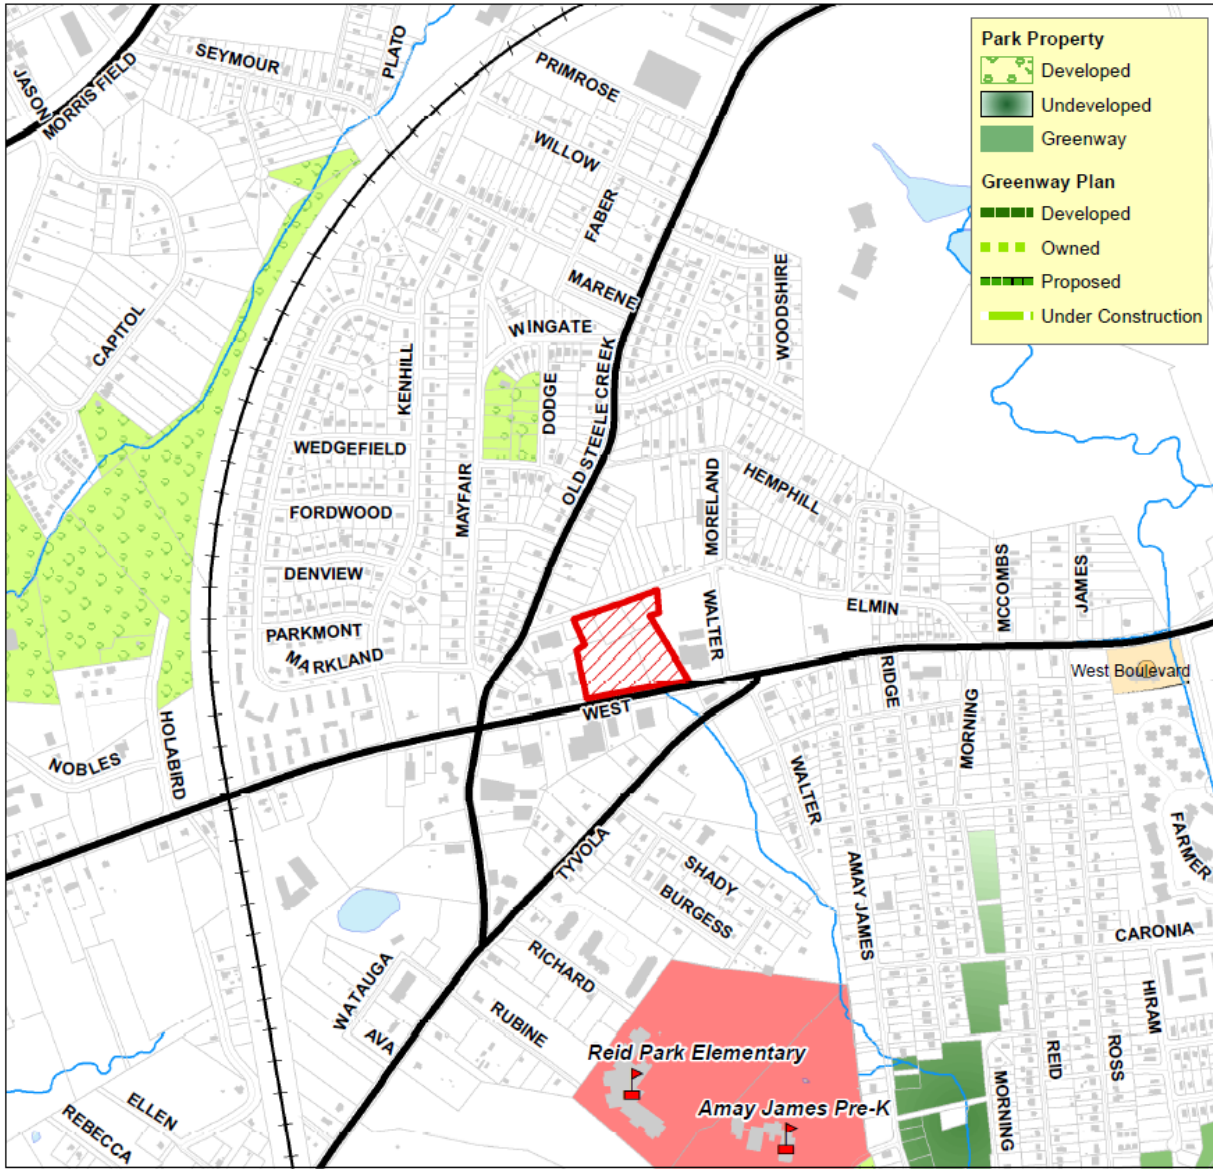 Park Property
Developed
Undeveloped
Greenway
Greenway Plan
Developed
Owned
Proposed
Under Construction
PLATO
SEYMOUR
JASON
MORRIS FIELD
PRIMROSE
WILLOW
FABER
MARENE
WOODSHIRE
CAPITOL
WINGATE
KENHILL
DODGE
OLD STEELE CREEK
WEDGEFIELD
MAYFAIR
MORELAND
HEMPHILL
FORDWOOD
DENVIEW
MCCOMBS
JAMES
ELMIN
WALTER
PARKMONT
MARKLAND
RIDGE
West Boulevard
MORNING
WEST
HOLABIRD
NOBLES
WALTER
TYVOLA
FARMER
SHADY
BURGESS
AMAY JAMES
CARONIA
RICHARD
WATAUGA
HIRAM
RUBINE
AVA
Reid Park Elementary
REID
ROSS
MORNING
Amay James Pre-K
ELLEN
REBECCA